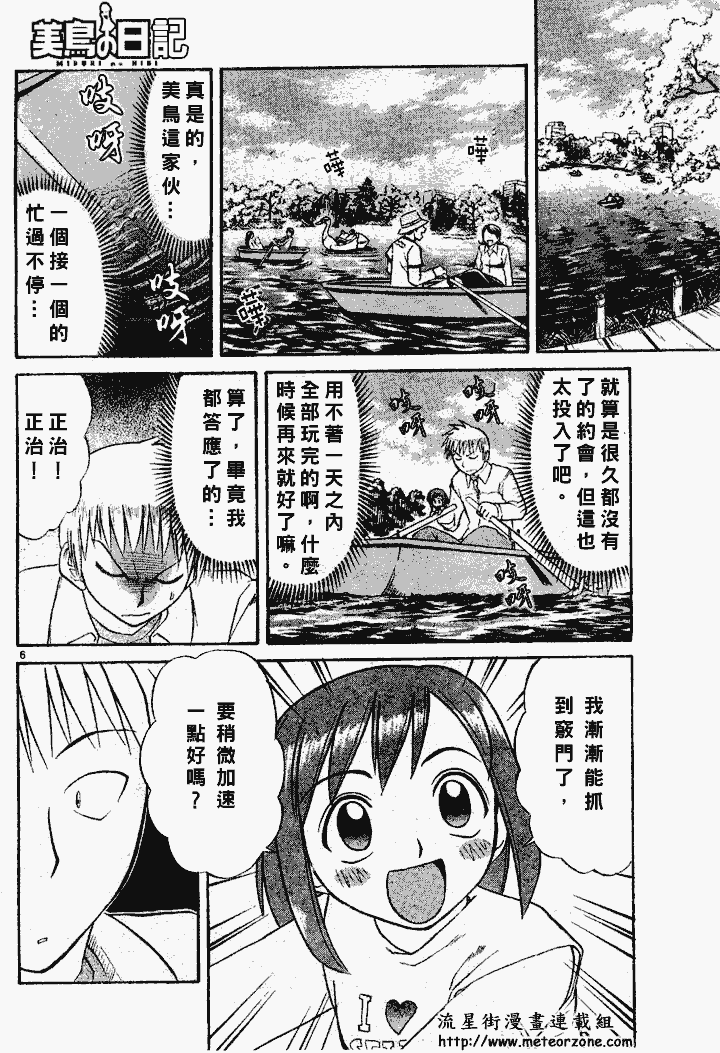 美鳥の日記
MIDORI no HIBI
嘩
嘩
嘩
真是的，
美鳥這家伙…
吱
呀
一個接一個的
忙過不停…
吱
呀
就算是很久都沒有
了的約會，但這也
太投入了吧。
吱
呀
吱
呀
用不著一天之內
全部玩完的啊，什麼
時候再來就好了嘛。
吱
呀
算了，畢竟我
都答應了的…
正治！
正治！
6
我漸漸能抓
到竅門了，
要稍微加速
一點好嗎？
I
流星街漫畫連載組
http://www.meteorzone.com